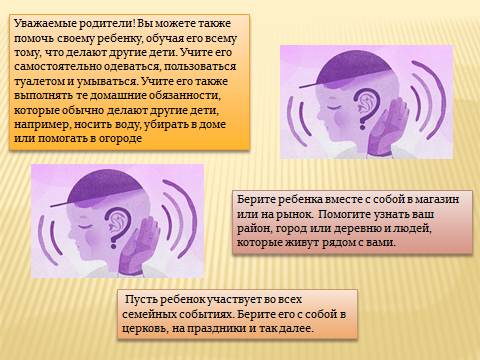 Уважаемые родители! Вы можете также
помочь своему ребенку, обучая его всему
тому, что делают другие дети. Учите его
самостоятельно одеваться, пользоваться
туалетом и умываться. Учите его также
выполнять те домашние обязанности,
которые обычно делают другие дети,
например, носить воду, убирать в доме
или помогать в огороде
?
?
Берите ребенка вместе с собой в магазин
или на рынок. Помогите узнать ваш
район, город или деревню и людей,
которые живут рядом с вами.
Пусть ребенок участвует во всех
семейных событиях. Берите его с собой в
церковь, на праздники и так далее.